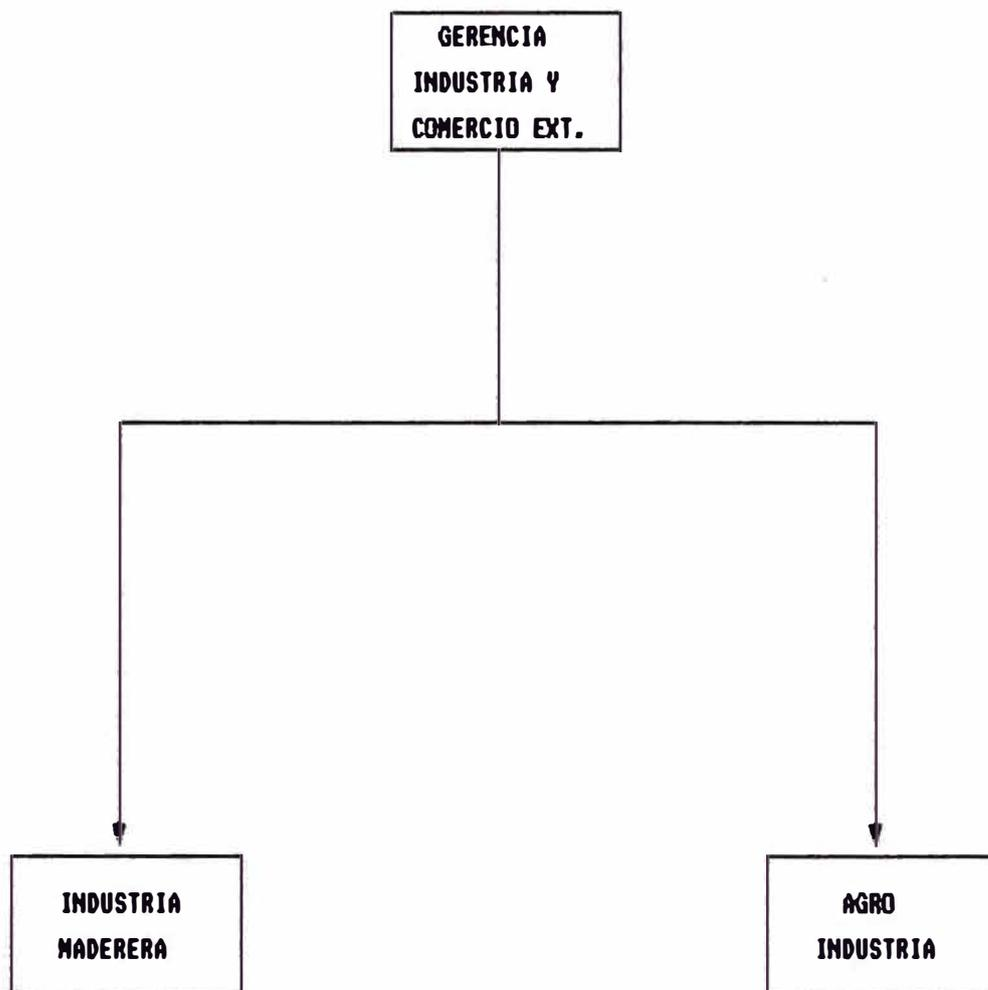 GERENCIA
INDUSTRIA Y
COMERCIO EXT.
INDUSTRIA
MADERERA
AGRO
INDUSTRIA